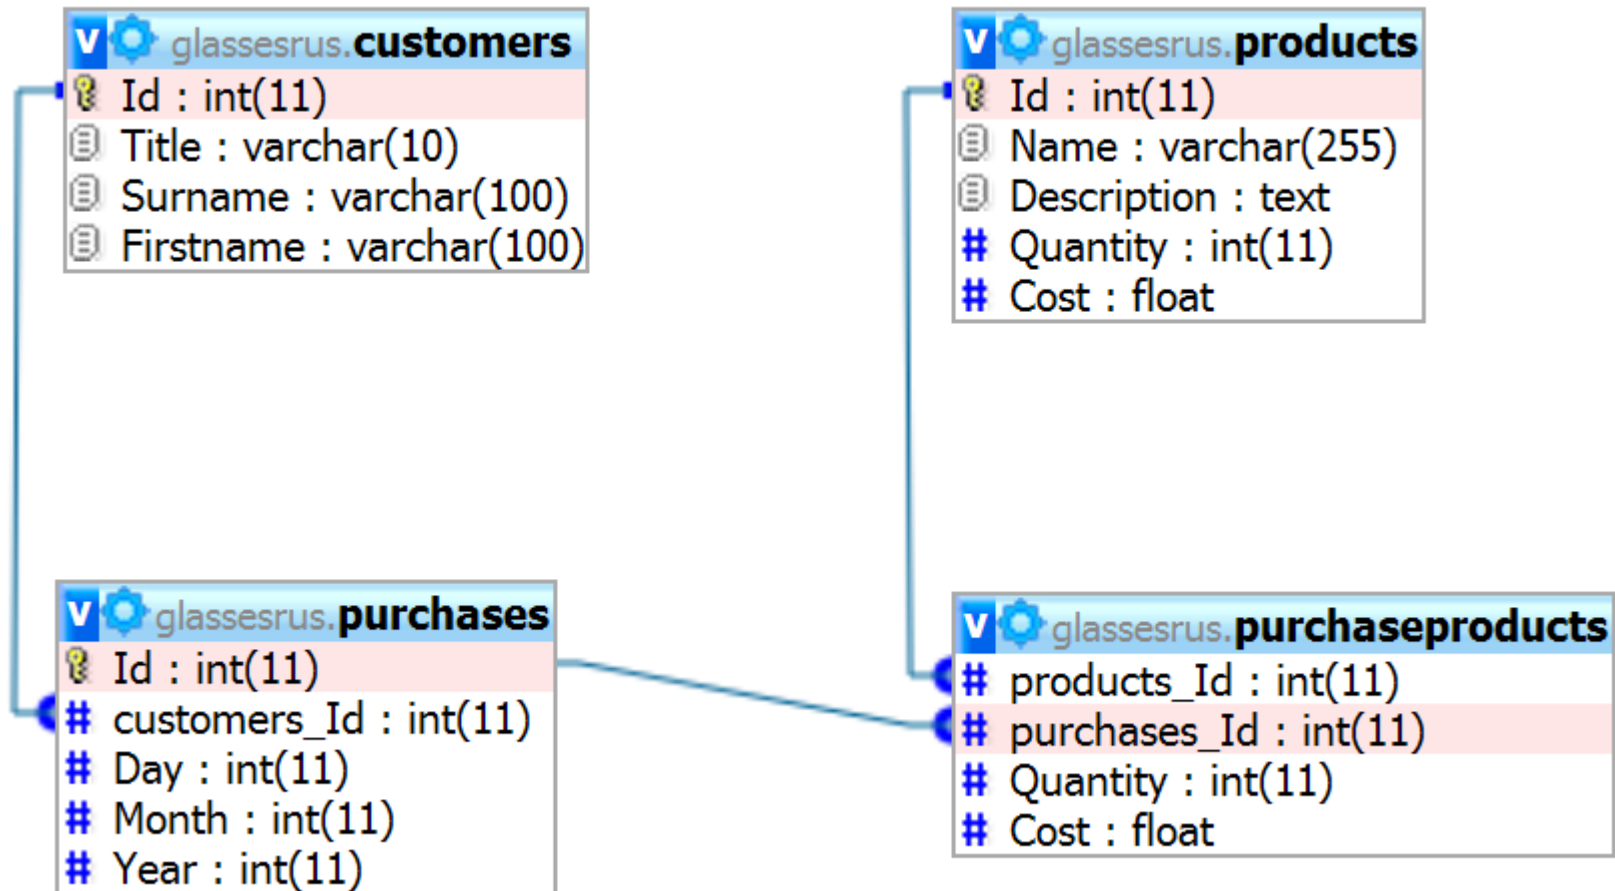 glassesrus.customers
Id : int(11)
Title : varchar(10)
Surname : varchar(100)
Firstname : varchar(100)
glassesrus.products
Id : int(11)
Name : varchar(255)
Description : text
# Quantity : int(11)
# Cost : float
glassesrus.purchases
Id : int(11)
# customers_Id : int(11)
# Day : int(11)
# Month : int(11)
# Year : int(11)
glassesrus.purchaseproducts
# products_Id : int(11)
# purchases_Id : int(11)
# Quantity : int(11)
# Cost : float